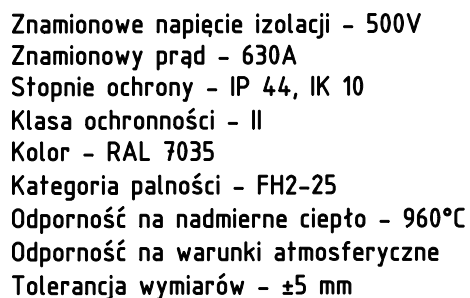 Znamionowe napięcie izolacji - 500V
Znamionowy prąd - 630A
Stopnie ochrony - IP 44, IK 10
Klasa ochronności - II
Kolor - RAL 7035
Kategoria palności - FH2-25
Odporność na nadmierne ciepło - 960°C
Odporność na warunki atmosferyczne
Tolerancja wymiarów - ±5 mm